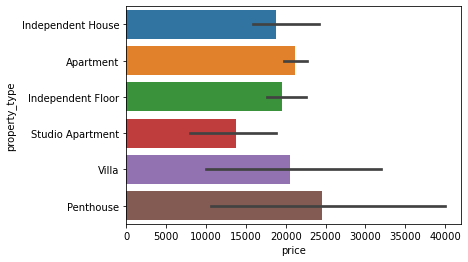 property_type
Independent House
Apartment
Independent Floor
Studio Apartment
Villa
Penthouse
0 5000 10000 15000 20000 25000 30000 35000 40000
price